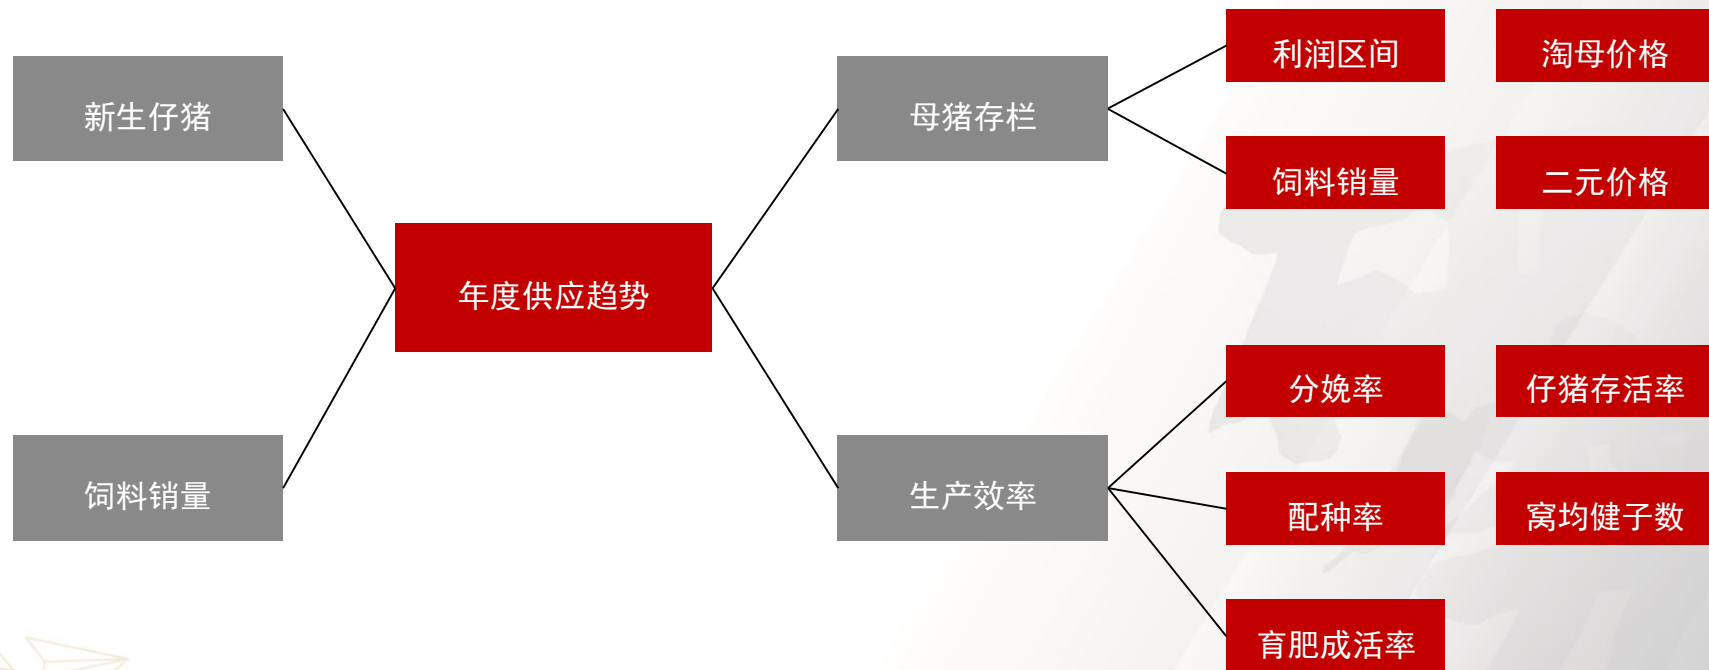 利润区间
淘母价格
新生仔猪
母猪存栏
饲料销量
二元价格
年度供应趋势
分娩率
仔猪存活率
饲料销量
生产效率
配种率
窝均健子数
育肥成活率